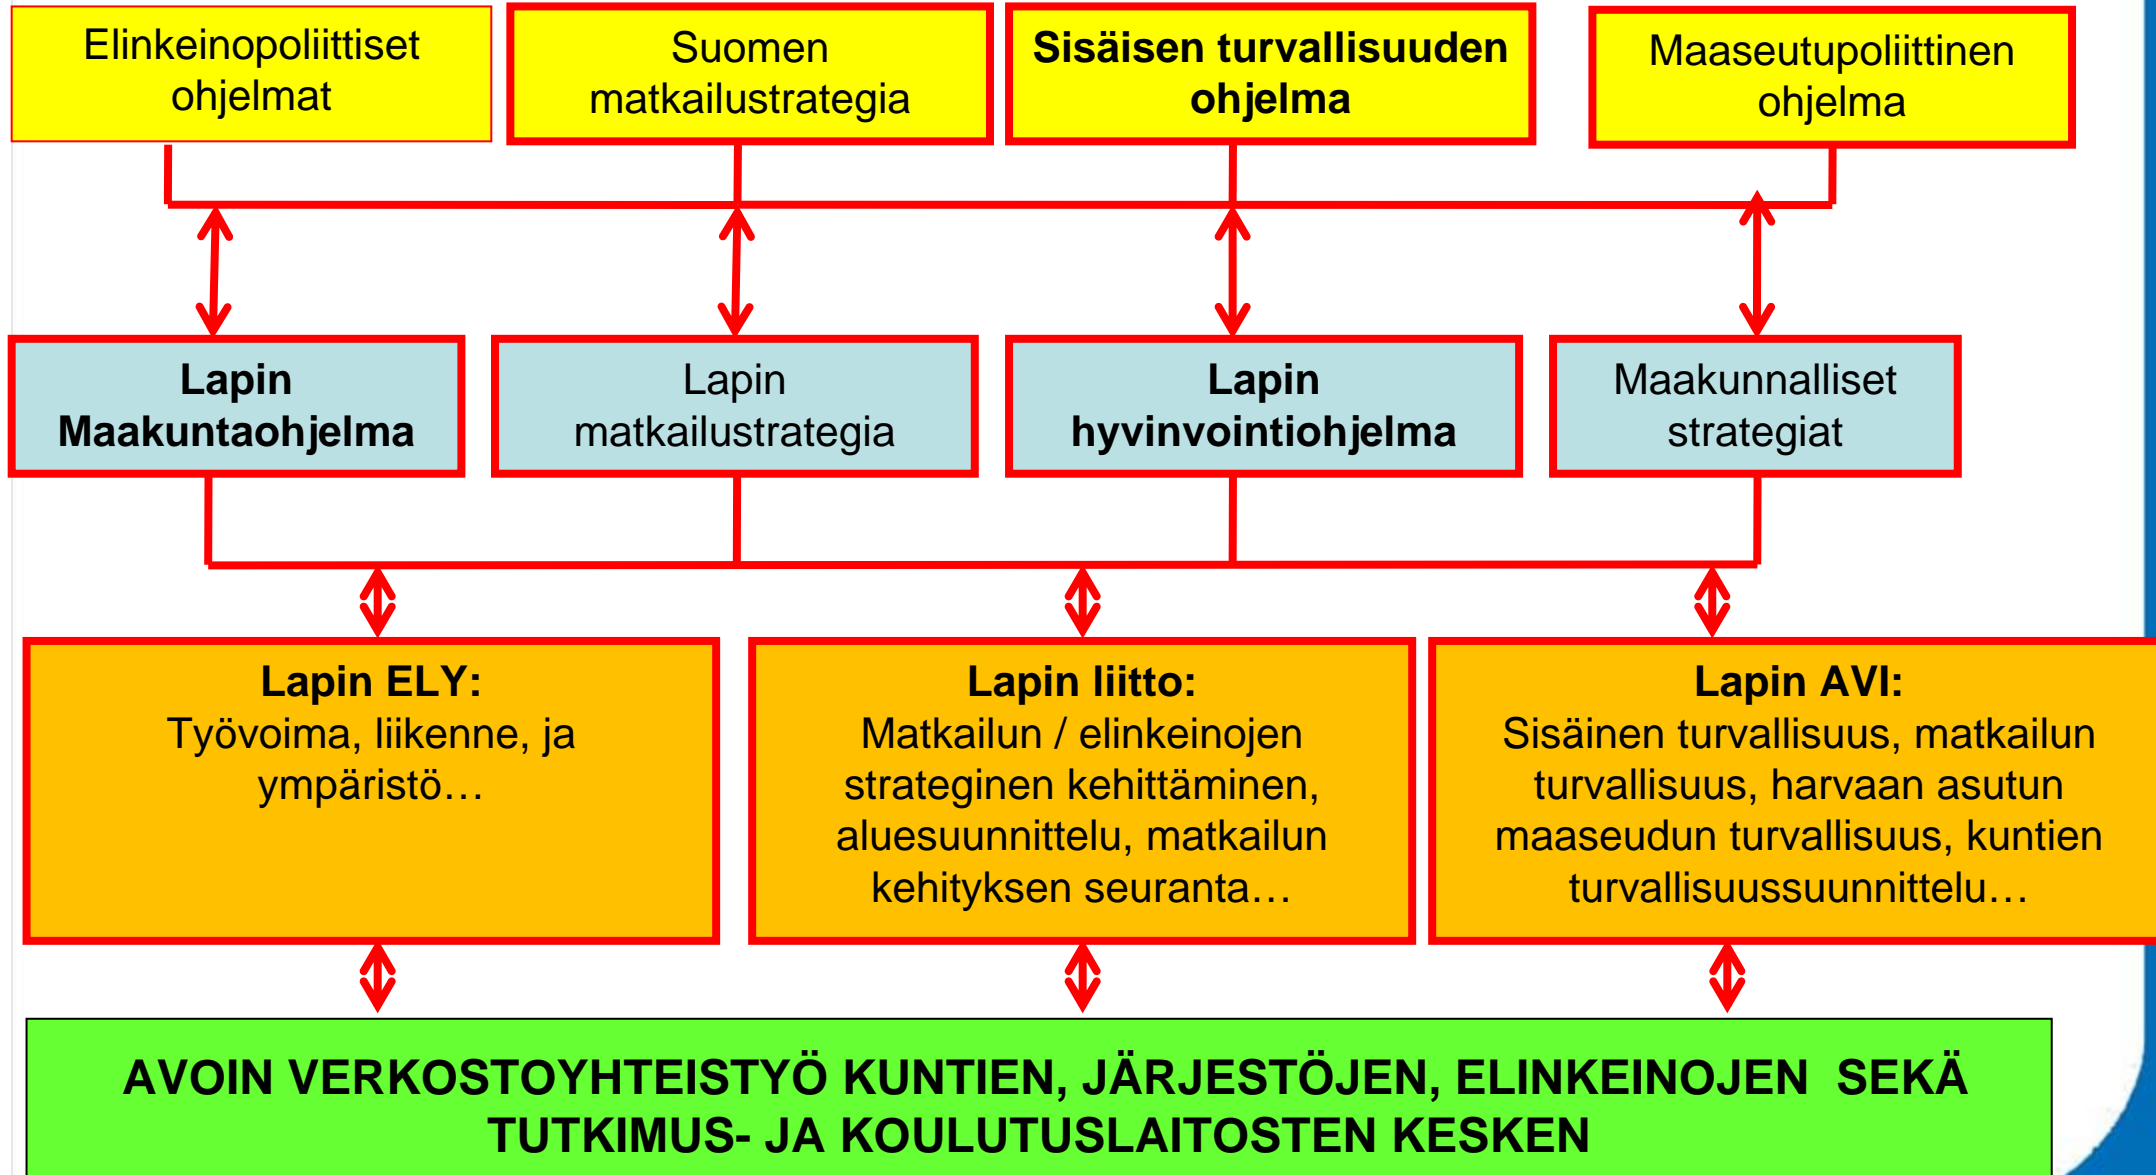 Elinkeinopoliittiset
ohjelmat
Suomen
matkailustrategia
Sisäisen turvallisuuden
ohjelma
Maaseutupoliittinen
ohjelma
Lapin
Maakuntaohjelma
Lapin
matkailustrategia
Lapin
hyvinvointiohjelma
Maakunnalliset
strategiat
Lapin ELY:
Työvoima, liikenne, ja
ympäristö…
Lapin liitto:
Matkailun / elinkeinojen
strateginen kehittäminen,
aluesuunnittelu, matkailun
kehityksen seuranta…
Lapin AVI:
Sisäinen turvallisuus, matkailun
turvallisuus, harvaan asutun
maaseudun turvallisuus, kuntien
turvallisuussuunnittelu…
AVOIN VERKOSTOYHTEISTYÖ KUNTIEN, JÄRJESTÖJEN, ELINKEINOJEN SEKÄ
TUTKIMUS- JA KOULUTUSLAITOSTEN KESKEN